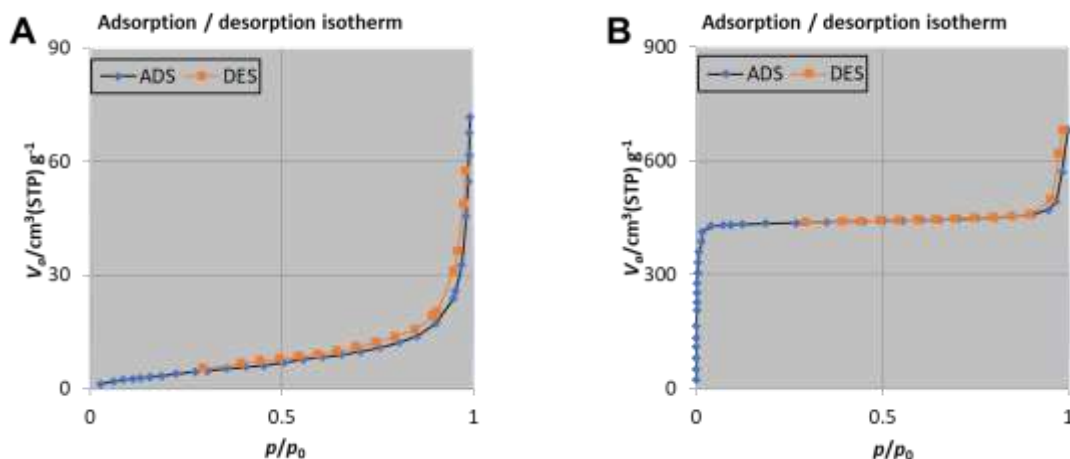 A
Adsorption / desorption isotherm
90
ADS DES
60
30
0
Va/cm³(STP) g⁻¹
0 0.5 1
p/p₀
B
Adsorption / desorption isotherm
900
ADS DES
600
300
0
Va/cm³(STP) g⁻¹
0 0.5 1
p/p₀